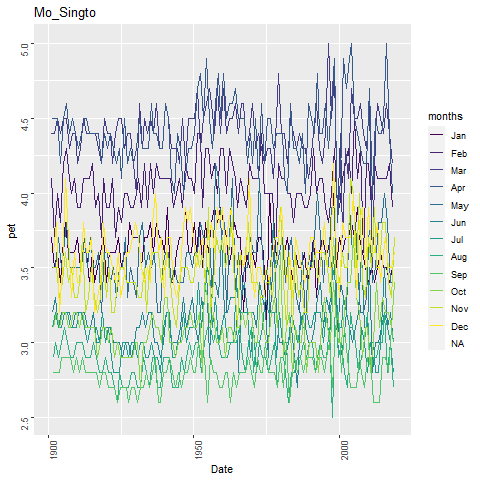 Mo_Singto
5.0
4.5
4.0
3.5
3.0
2.5
pet
1900
1950
2000
Date
months
Jan
Feb
Mar
Apr
May
Jun
Jul
Aug
Sep
Oct
Nov
Dec
NA